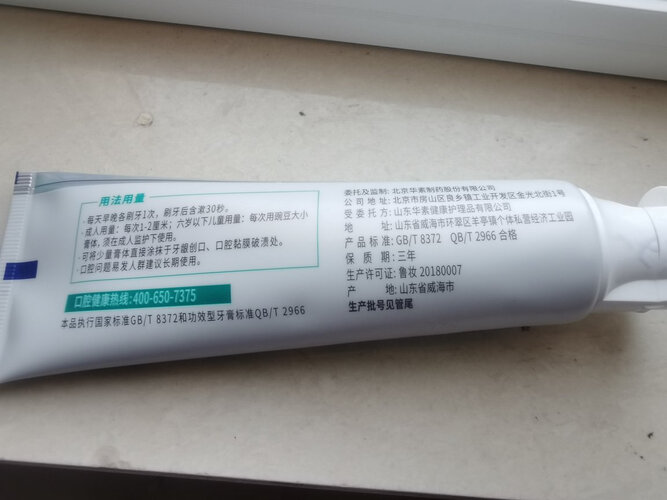 用法用量
每天早晚各刷牙1次，刷牙后含漱30秒。
成人用量：每次1-2厘米；六岁以下儿童用量：每次用豌豆大小
膏体，须在成人监护下使用。
可将少量膏体直接涂抹于牙龈创口、口腔黏膜破溃处。
口腔问题易发人群建议长期使用。
口腔健康热线:400-650-7375
本品执行国家标准GB/T 8372和功效型牙膏标准QB/T 2966
委托及监制: 北京华素制药股份有限公司
公司地址: 北京市房山区良乡镇工业开发区金光北街1号
受委托方: 山东华素健康护理品有限公司
地址: 山东省威海市环翠区羊亭镇个体私营经济工业园
产品标准: GB/T 8372 QB/T 2966 合格
保质期: 三年
生产许可证: 鲁妆 20180007
产地: 山东省威海市
生产批号见管尾